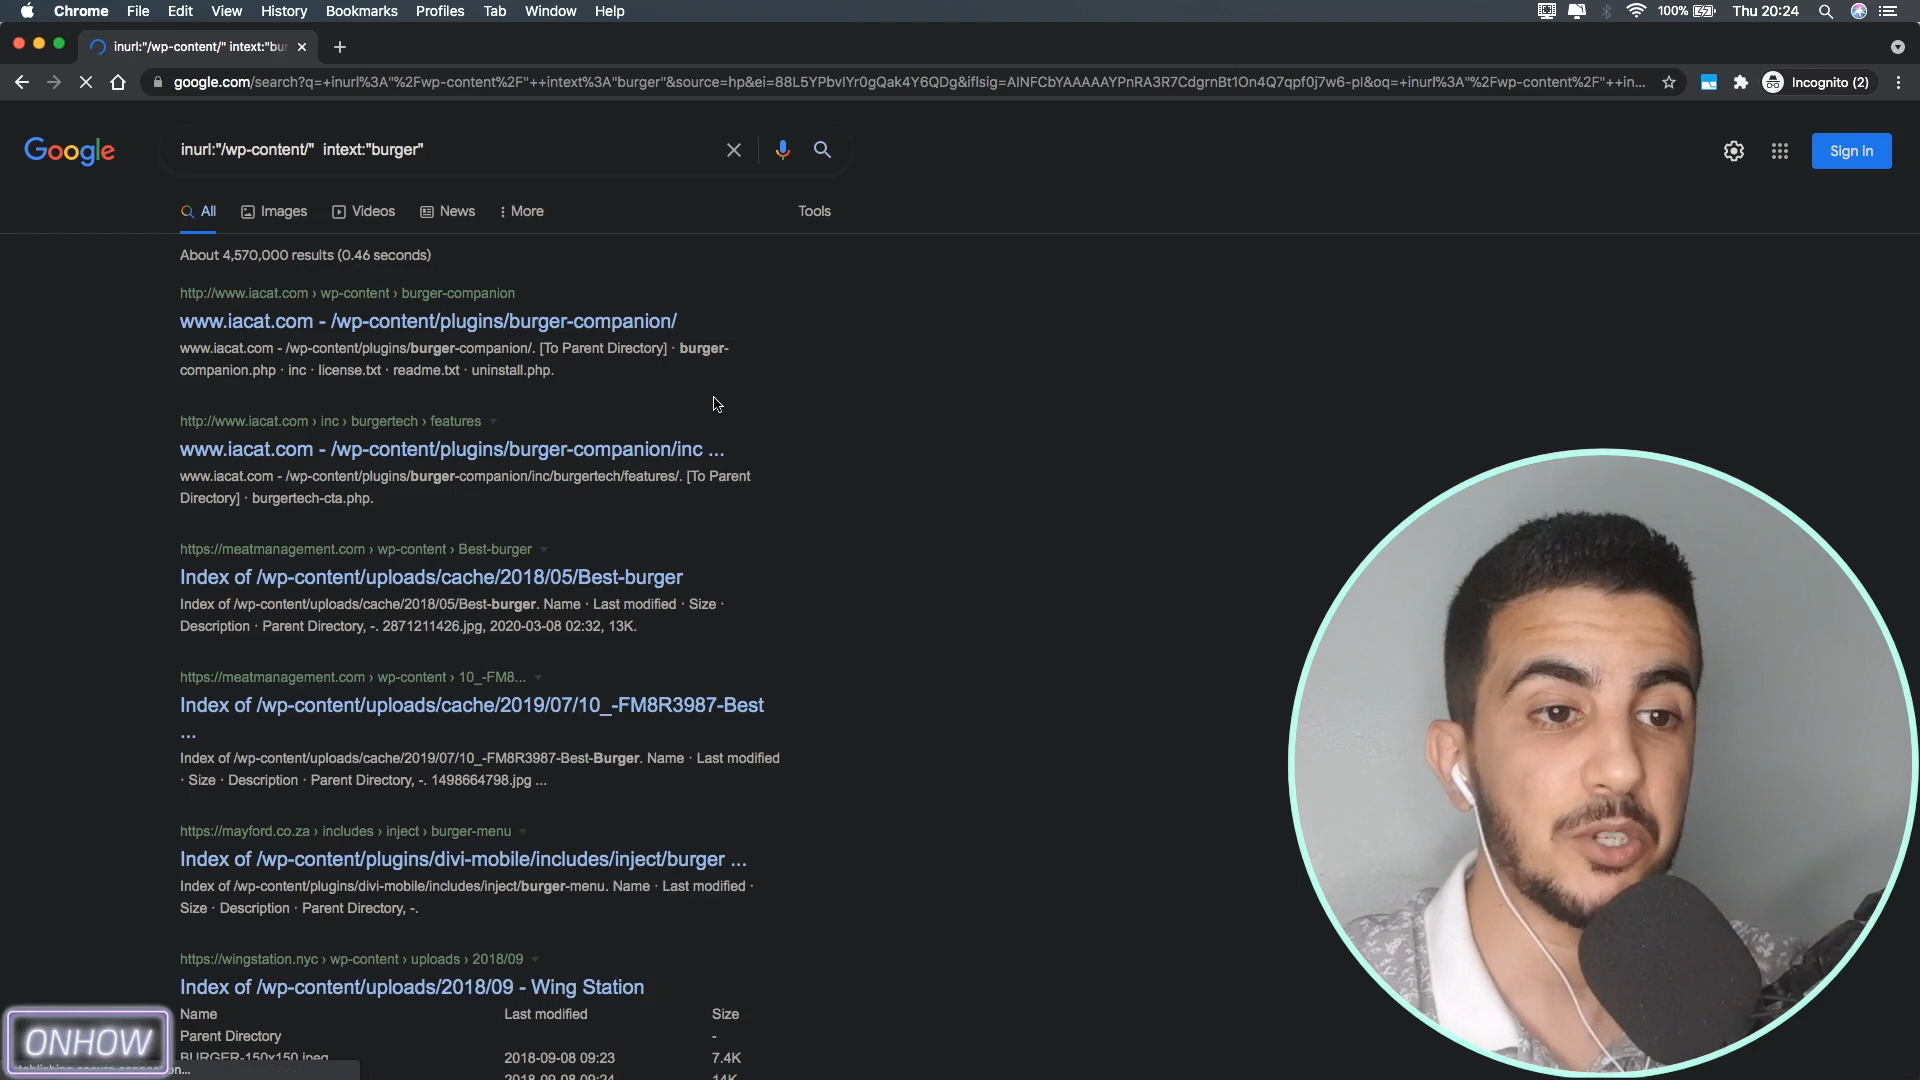 Chrome File Edit View History Bookmarks Profiles Tab Window Help 100% Thu 20:24
inurl:"/wp-content/" intext:"bur
google.com/search?q=+inurl%3A"%2Fwp-content%2F"++intext%3A"burger"&source=hp&ei=88L5YPbvIYr0gQak4Y6QDg&iflsig=AINFCbYAAAAAYPnRA3R7CdgrnBt1On4Q7qpf0j7w6-pI&oq=+inurl%3A"%2Fwp-content%2F"++in... Incognito (2)
Google inurl:"/wp-content/" intext:"burger" Sign in
All Images Videos News More Tools
About 4,570,000 results (0.46 seconds)
http://www.iacat.com › wp-content › burger-companion
www.iacat.com - /wp-content/plugins/burger-companion/
www.iacat.com - /wp-content/plugins/burger-companion/. [To Parent Directory] · burger-
companion.php · inc · license.txt · readme.txt · uninstall.php.
http://www.iacat.com › inc › burgertech › features
www.iacat.com - /wp-content/plugins/burger-companion/inc ...
www.iacat.com - /wp-content/plugins/burger-companion/inc/burgertech/features/. [To Parent
Directory] · burgertech-cta.php.
https://meatmanagement.com › wp-content › Best-burger
Index of /wp-content/uploads/cache/2018/05/Best-burger
Index of /wp-content/uploads/cache/2018/05/Best-burger. Name · Last modified · Size ·
Description · Parent Directory, -. 2871211426.jpg, 2020-03-08 02:32, 13K.
https://meatmanagement.com › wp-content › 10_-FM8...
Index of /wp-content/uploads/cache/2019/07/10_-FM8R3987-Best
...
Index of /wp-content/uploads/cache/2019/07/10_-FM8R3987-Best-Burger. Name · Last modified
· Size · Description · Parent Directory, -. 1498664798.jpg ...
https://mayford.co.za › includes › inject › burger-menu
Index of /wp-content/plugins/divi-mobile/includes/inject/burger ...
Index of /wp-content/plugins/divi-mobile/includes/inject/burger-menu. Name · Last modified ·
Size · Description · Parent Directory, -.
https://wingstation.nyc › wp-content › uploads › 2018/09
Index of /wp-content/uploads/2018/09 - Wing Station
Name Last modified Size
Parent Directory -
BURGER-150x150.jpeg 2018-09-08 09:23 7.4K
2018-09-08 09:24 14K
ONHOW